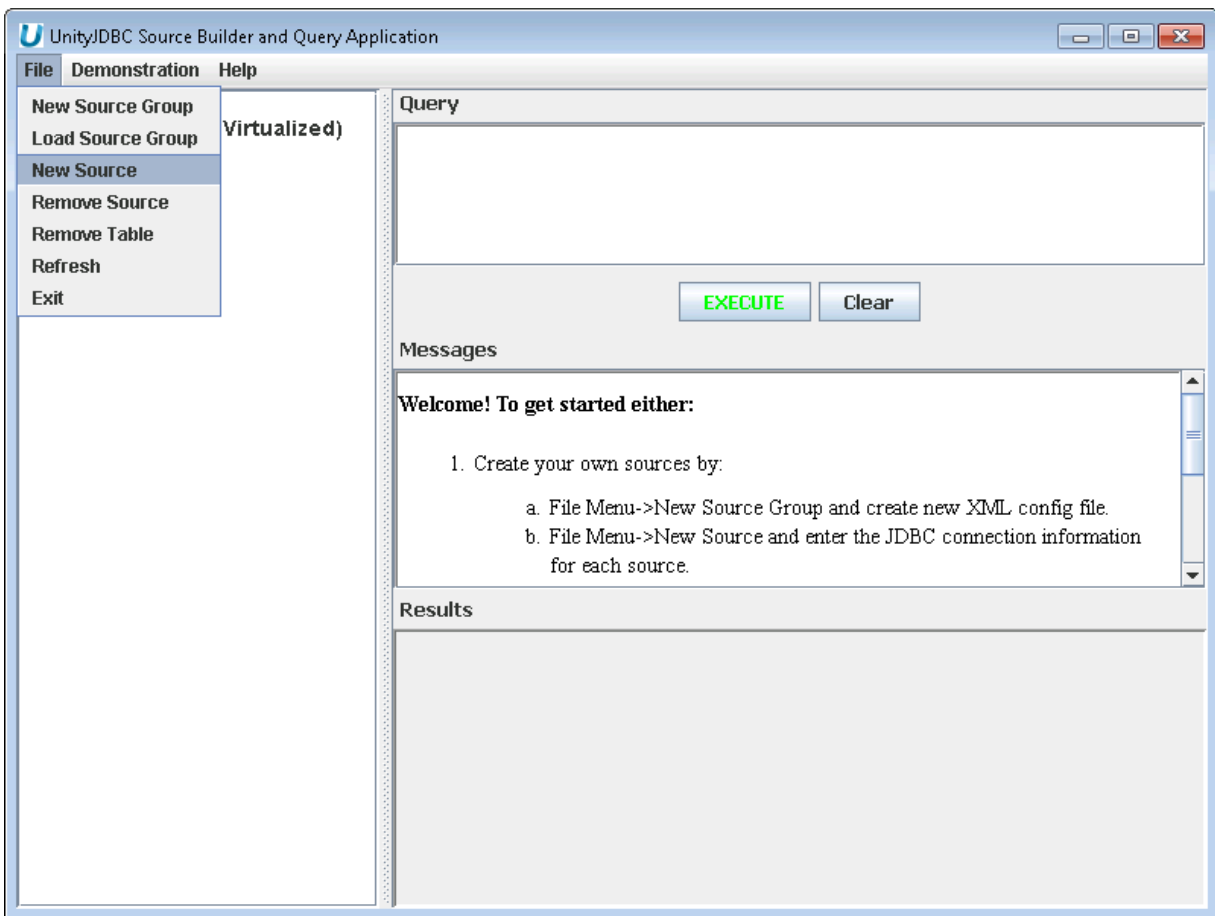 UnityJDBC Source Builder and Query Application
File Demonstration Help
New Source Group
Load Source Group
New Source
Remove Source
Remove Table
Refresh
Exit
Virtualized)
Query
EXECUTE Clear
Messages
Welcome! To get started either:
1. Create your own sources by:
a. File Menu->New Source Group and create new XML config file.
b. File Menu->New Source and enter the JDBC connection information
for each source.
Results